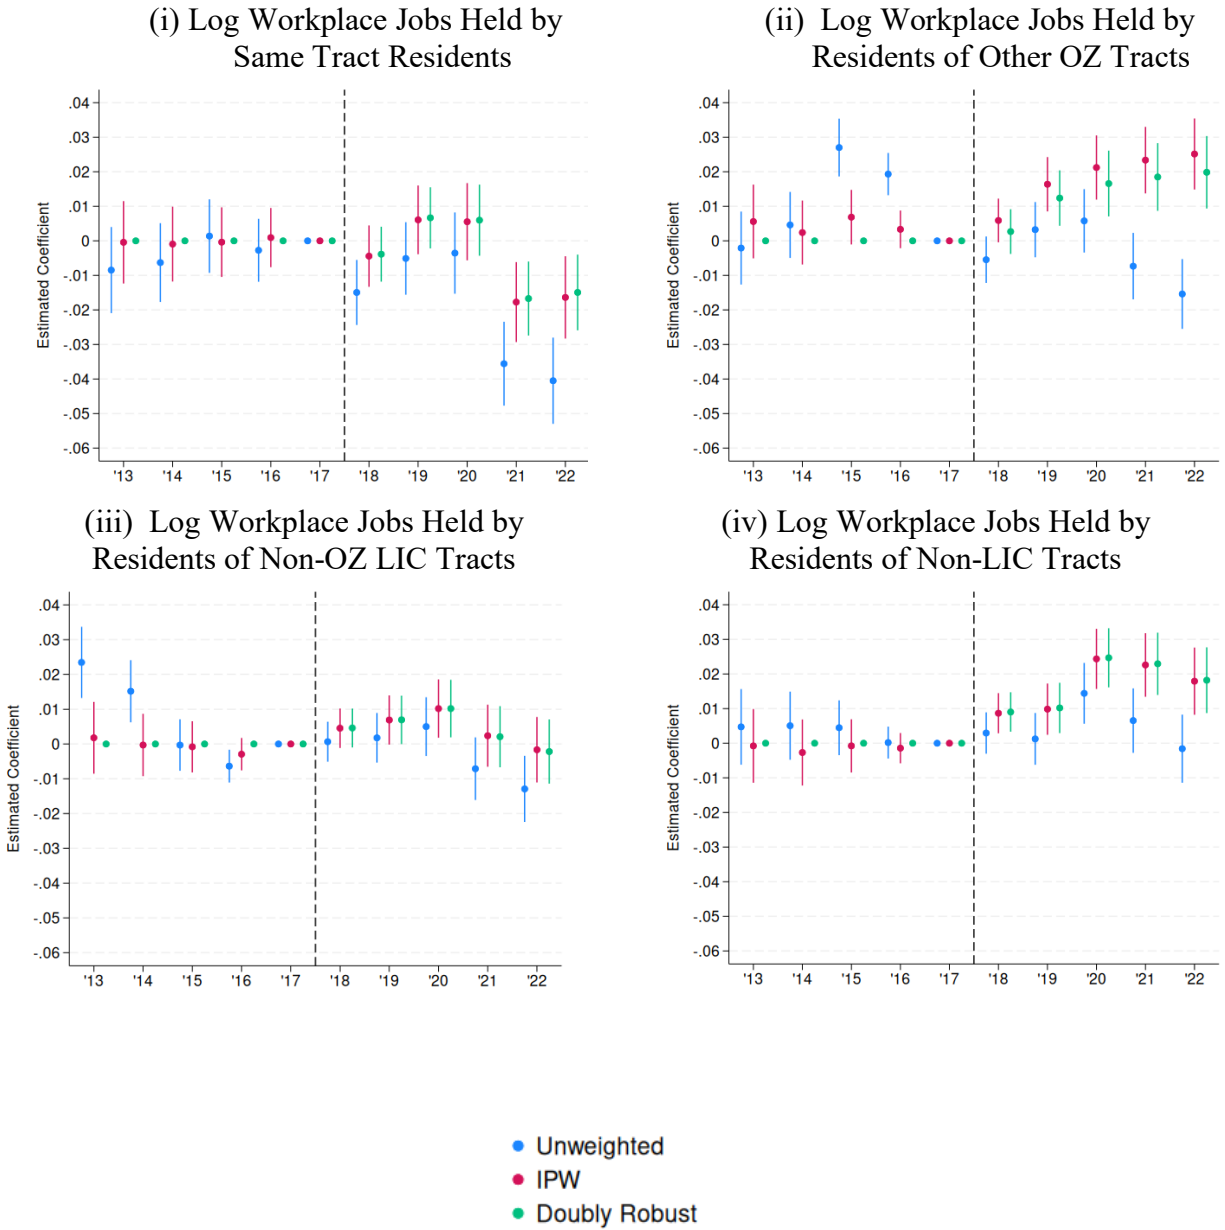 (i) Log Workplace Jobs Held by
Same Tract Residents
Estimated Coefficient
.04
.03
.02
.01
0
-.01
-.02
-.03
-.04
-.05
-.06
'13 '14 '15 '16 '17 '18 '19 '20 '21 '22
(ii) Log Workplace Jobs Held by
Residents of Other OZ Tracts
Estimated Coefficient
.04
.03
.02
.01
0
-.01
-.02
-.03
-.04
-.05
-.06
'13 '14 '15 '16 '17 '18 '19 '20 '21 '22
(iii) Log Workplace Jobs Held by
Residents of Non-OZ LIC Tracts
Estimated Coefficient
.04
.03
.02
.01
0
-.01
-.02
-.03
-.04
-.05
-.06
'13 '14 '15 '16 '17 '18 '19 '20 '21 '22
(iv) Log Workplace Jobs Held by
Residents of Non-LIC Tracts
Estimated Coefficient
.04
.03
.02
.01
0
-.01
-.02
-.03
-.04
-.05
-.06
'13 '14 '15 '16 '17 '18 '19 '20 '21 '22
Unweighted
IPW
Doubly Robust